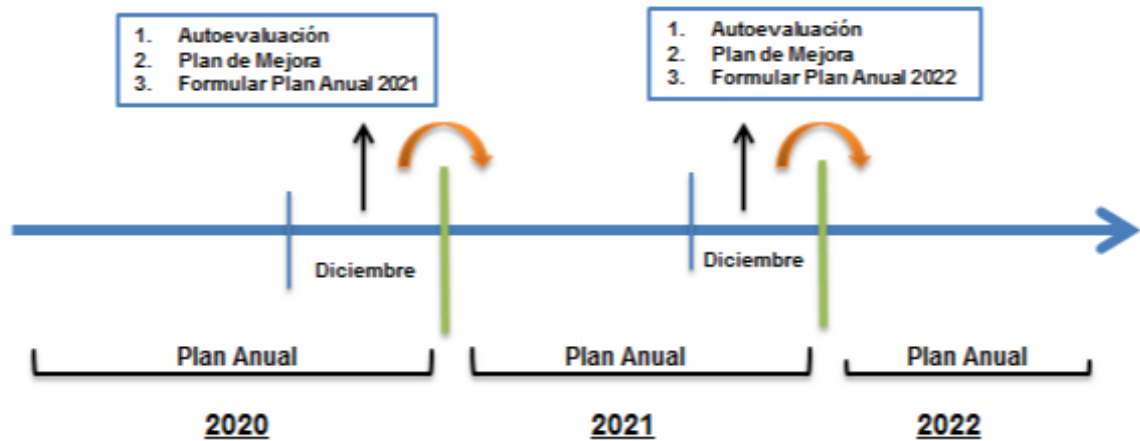 1. Autoevaluación
2. Plan de Mejora
3. Formular Plan Anual 2021
1. Autoevaluación
2. Plan de Mejora
3. Formular Plan Anual 2022
Diciembre
Diciembre
Plan Anual
Plan Anual
Plan Anual
2020
2021
2022